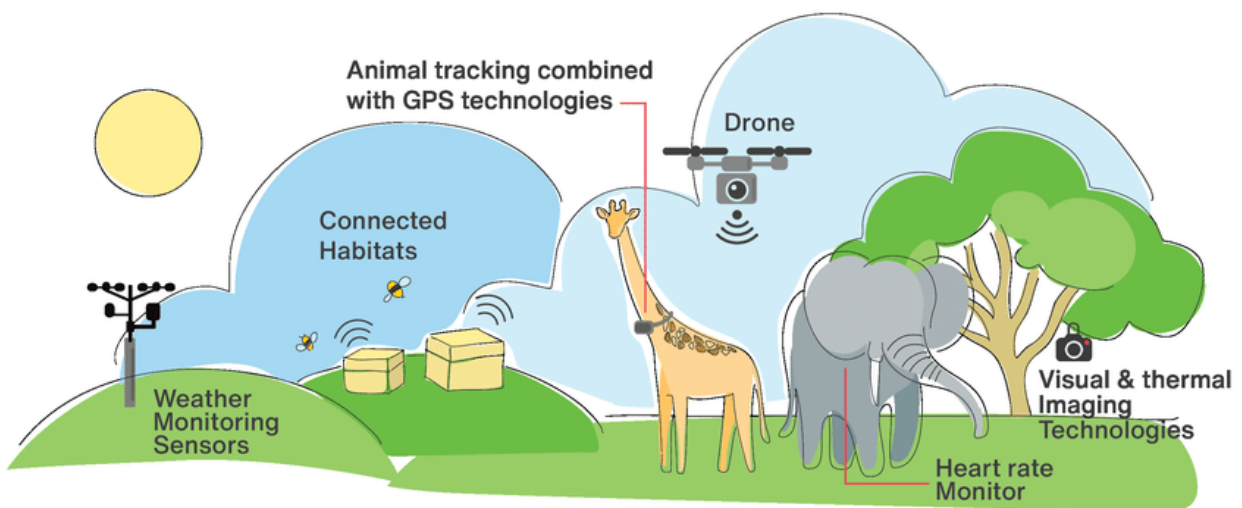 Animal tracking combined
with GPS technologies
Drone
Connected
Habitats
Weather
Monitoring
Sensors
Visual & thermal
Imaging
Technologies
Heart rate
Monitor